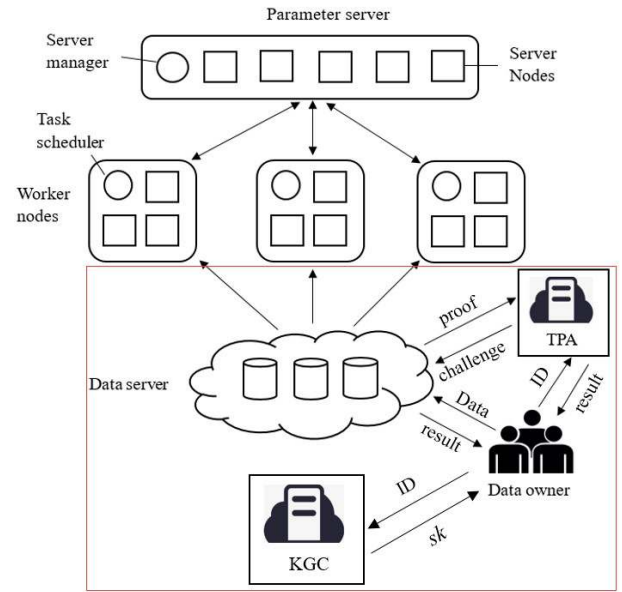 Parameter server
Server
manager
Server
Nodes
Task
scheduler
Worker
nodes
proof
TPA
challenge
Data server
ID
result
Data
result
Data owner
ID
KGC
sk